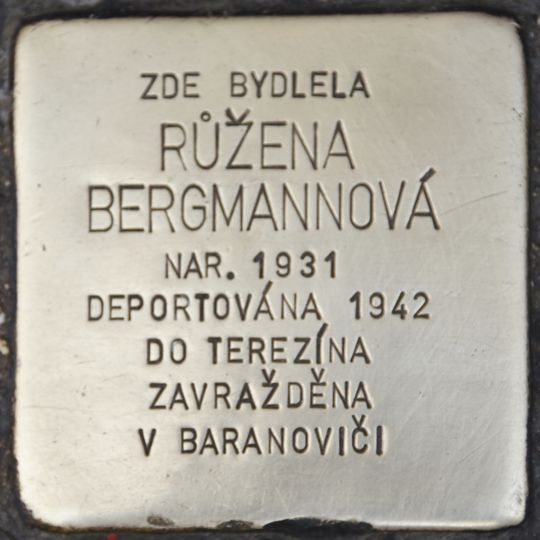 ZDE BYDLELA
RŮŽENA
BERGMANNOVÁ
NAR. 1931
DEPORTOVÁNA 1942
DO TEREZÍNA
ZAVRAŽDĚNA
V BARANOVIČI